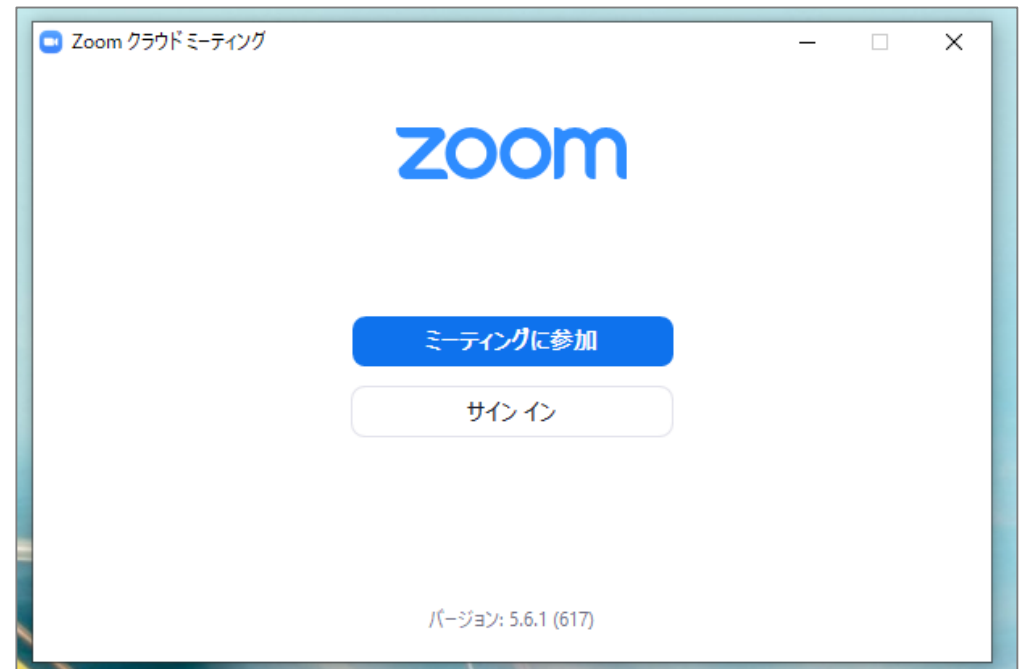 Zoom クラウド ミーティング
zoom
ミーティングに参加
サイン イン
バージョン: 5.6.1 (617)